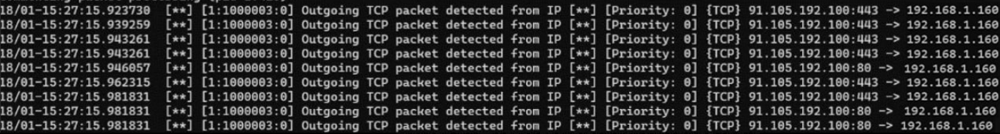 18/01-15:27:15.923730 [**] [1:1000003:0] Outgoing TCP packet detected from IP [**] [Priority: 0] {TCP} 91.105.192.100:443 -> 192.168.1.160
18/01-15:27:15.939259 [**] [1:1000003:0] Outgoing TCP packet detected from IP [**] [Priority: 0] {TCP} 91.105.192.100:443 -> 192.168.1.160
18/01-15:27:15.943261 [**] [1:1000003:0] Outgoing TCP packet detected from IP [**] [Priority: 0] {TCP} 91.105.192.100:443 -> 192.168.1.160
18/01-15:27:15.943261 [**] [1:1000003:0] Outgoing TCP packet detected from IP [**] [Priority: 0] {TCP} 91.105.192.100:443 -> 192.168.1.160
18/01-15:27:15.946057 [**] [1:1000003:0] Outgoing TCP packet detected from IP [**] [Priority: 0] {TCP} 91.105.192.100:80 -> 192.168.1.160
18/01-15:27:15.962315 [**] [1:1000003:0] Outgoing TCP packet detected from IP [**] [Priority: 0] {TCP} 91.105.192.100:443 -> 192.168.1.160
18/01-15:27:15.981831 [**] [1:1000003:0] Outgoing TCP packet detected from IP [**] [Priority: 0] {TCP} 91.105.192.100:443 -> 192.168.1.160
18/01-15:27:15.981831 [**] [1:1000003:0] Outgoing TCP packet detected from IP [**] [Priority: 0] {TCP} 91.105.192.100:80 -> 192.168.1.160
18/01-15:27:15.981831 [**] [1:1000003:0] Outgoing TCP packet detected from IP [**] [Priority: 0] {TCP} 91.105.192.100:80 -> 192.168.1.160